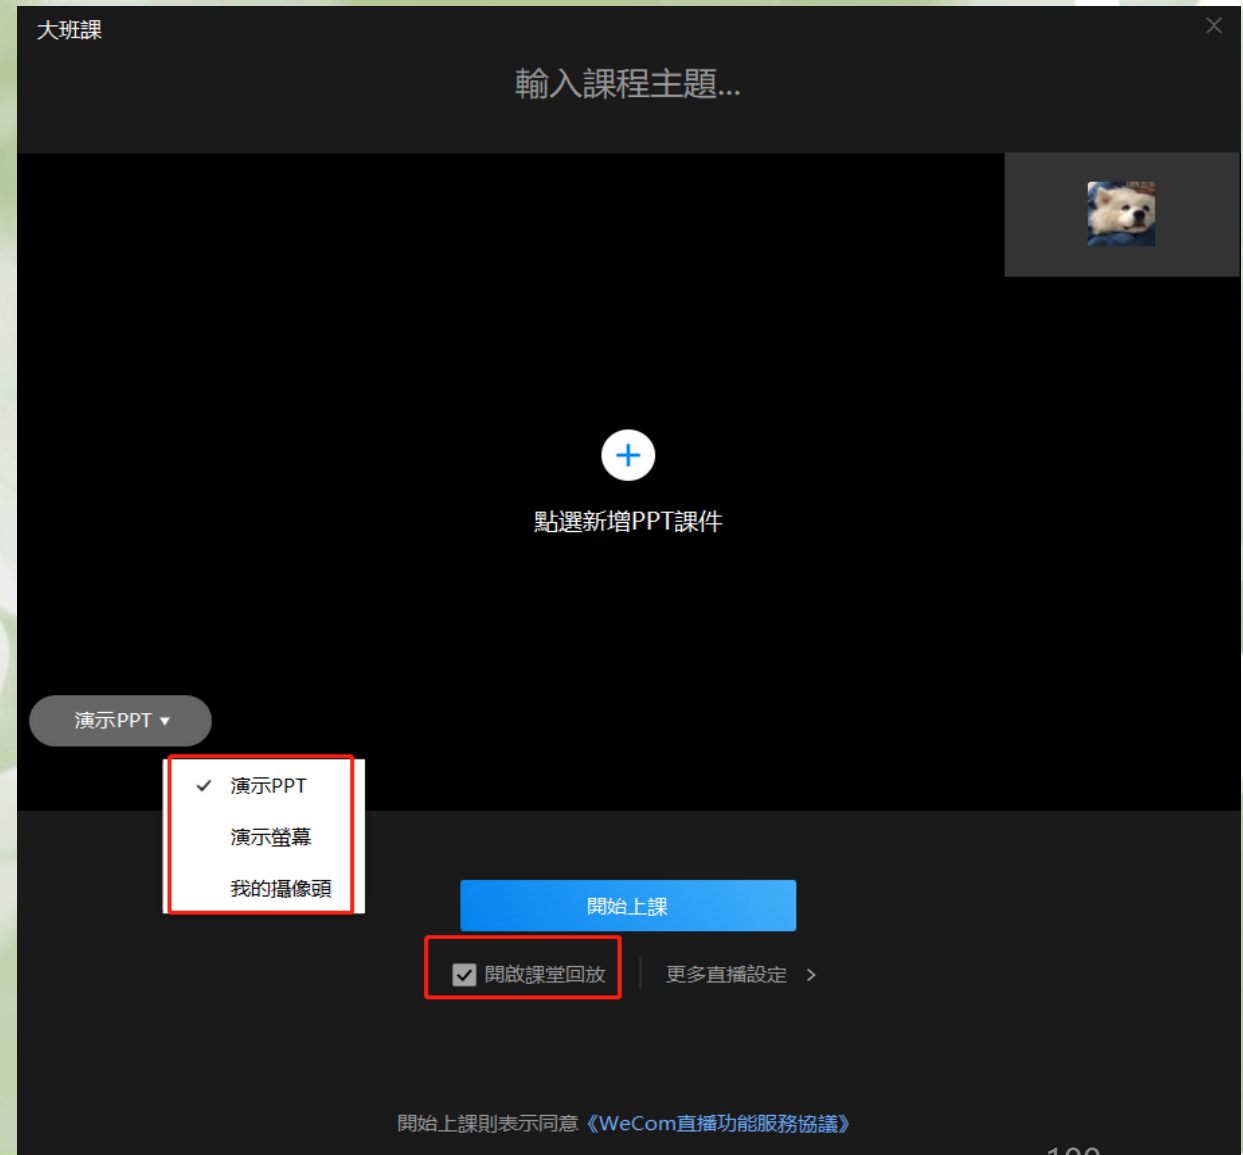 大班課
輸入課程主題...
點選新增PPT課件
演示PPT
演示PPT
演示螢幕
我的攝像頭
開始上課
開啟課堂回放
更多直播設定
開始上課則表示同意《WeCom直播功能服務協議》